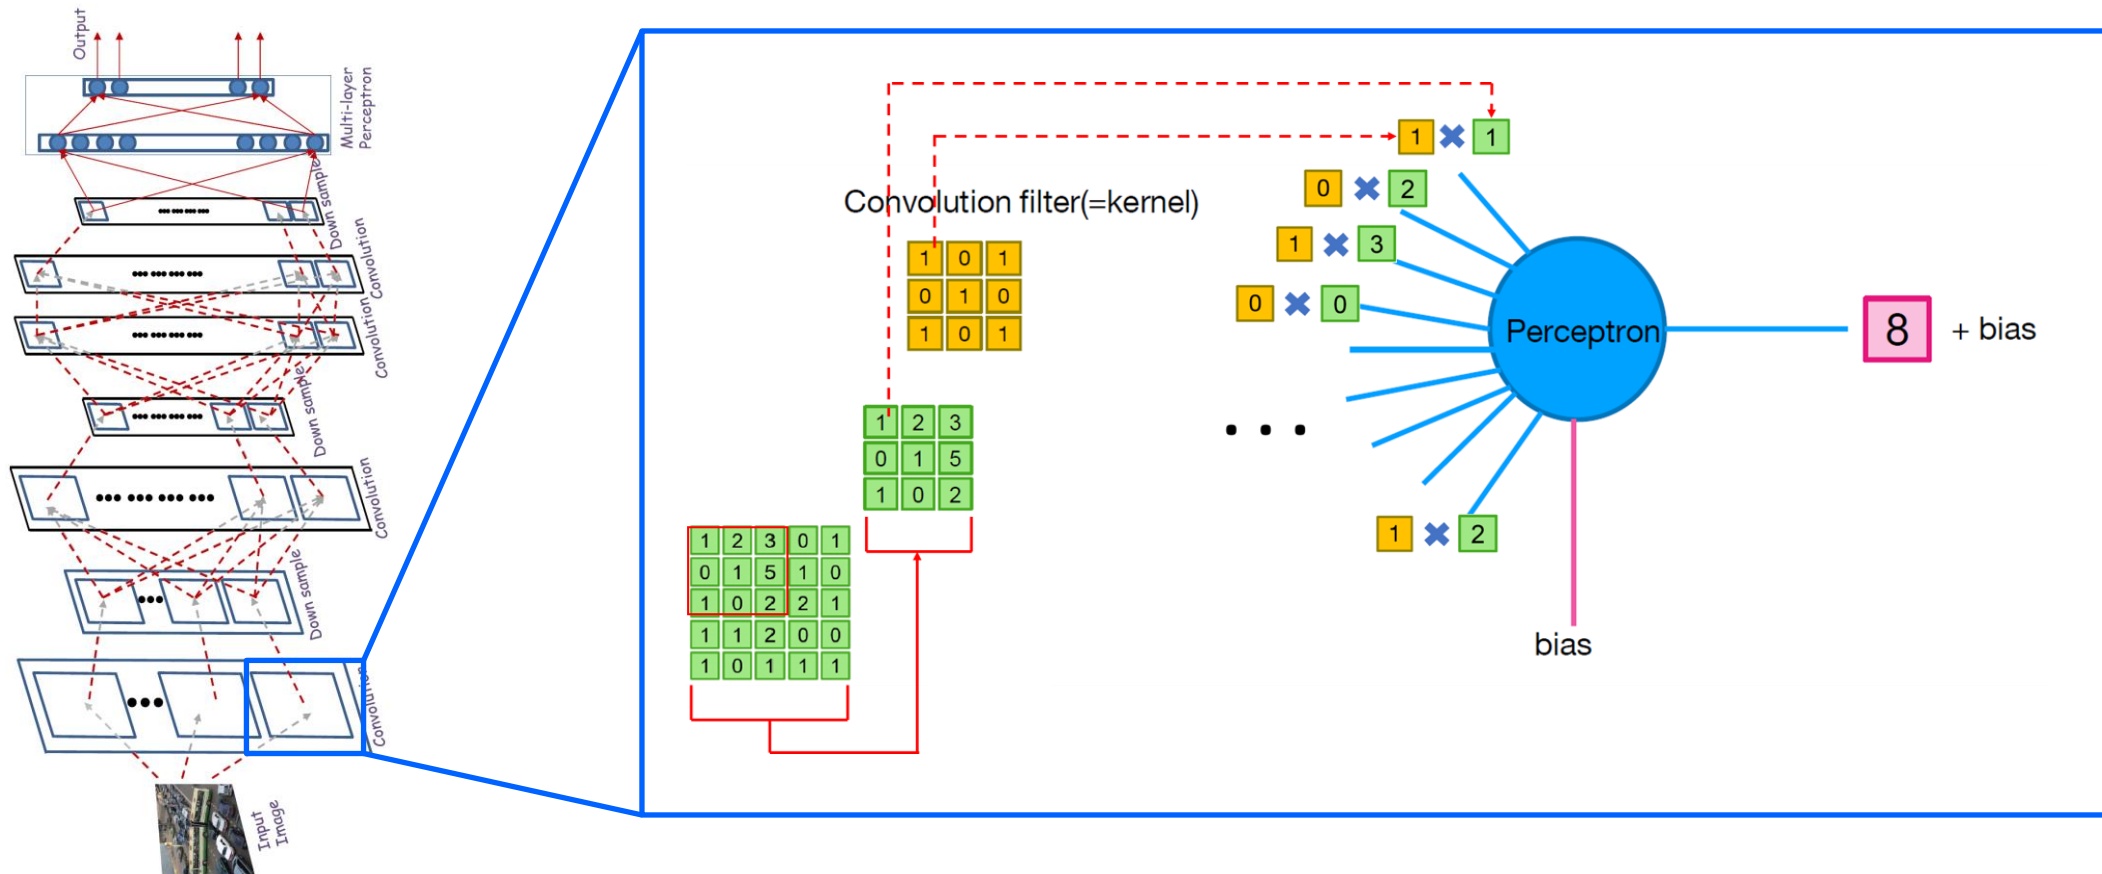 Output
Multi-layer
Perceptron
Down sample
Convolution
Convolution
Down sample
Convolution
Down sample
Convolution
Input
Image
Convolution filter(=kernel)
1 0 1
0 1 0
1 0 1
1 2 3
0 1 5
1 0 2
1 2 3 0 1
0 1 5 1 0
1 0 2 2 1
1 1 2 0 0
1 0 1 1 1
1 × 1
0 × 2
1 × 3
0 × 0
. . .
1 × 2
Perceptron
bias
8 + bias